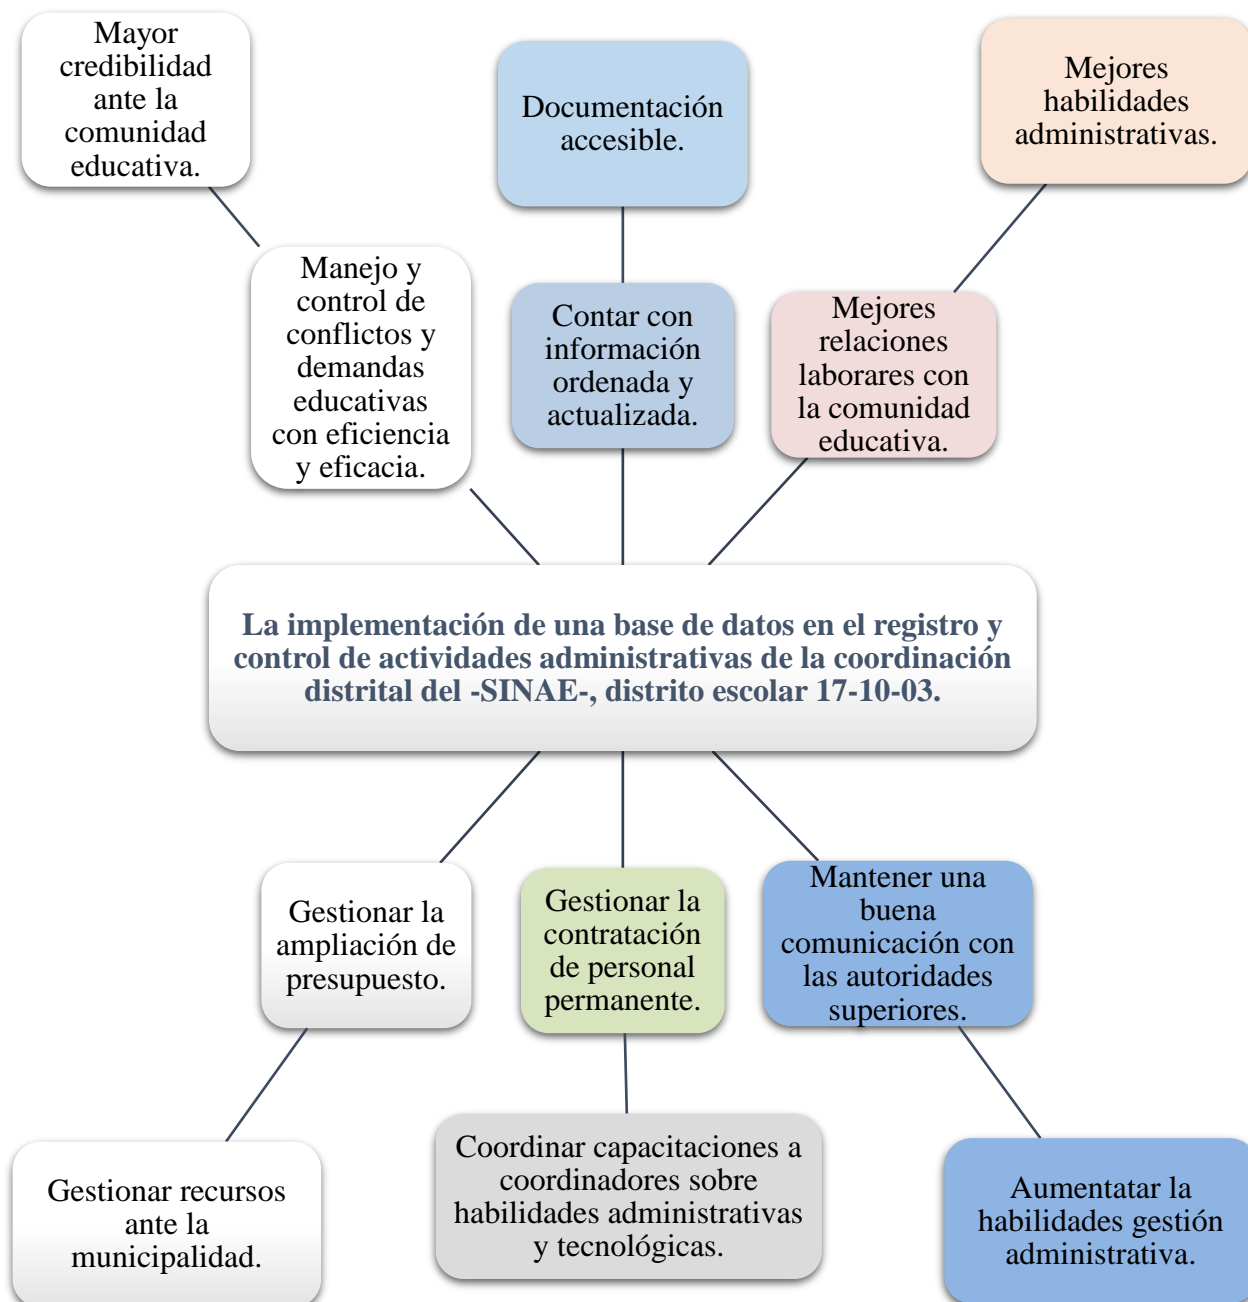 Mayor
credibilidad
ante la
comunidad
educativa.
Documentación
accesible.
Mejores
habilidades
administrativas.
Manejo y
control de
conflictos y
demandas
educativas
con eficiencia
y eficacia.
Contar con
información
ordenada y
actualizada.
Mejores
relaciones
laborares con
la comunidad
educativa.
La implementación de una base de datos en el registro y
control de actividades administrativas de la coordinación
distrital del -SINAE-, distrito escolar 17-10-03.
Gestionar la
ampliación de
presupuesto.
Gestionar la
contratación
de personal
permanente.
Mantener una
buena
comunicación con
las autoridades
superiores.
Gestionar recursos
ante la
municipalidad.
Coordinar capacitaciones a
coordinadores sobre
habilidades administrativas
y tecnológicas.
Aumentatar la
habilidades gestión
administrativa.